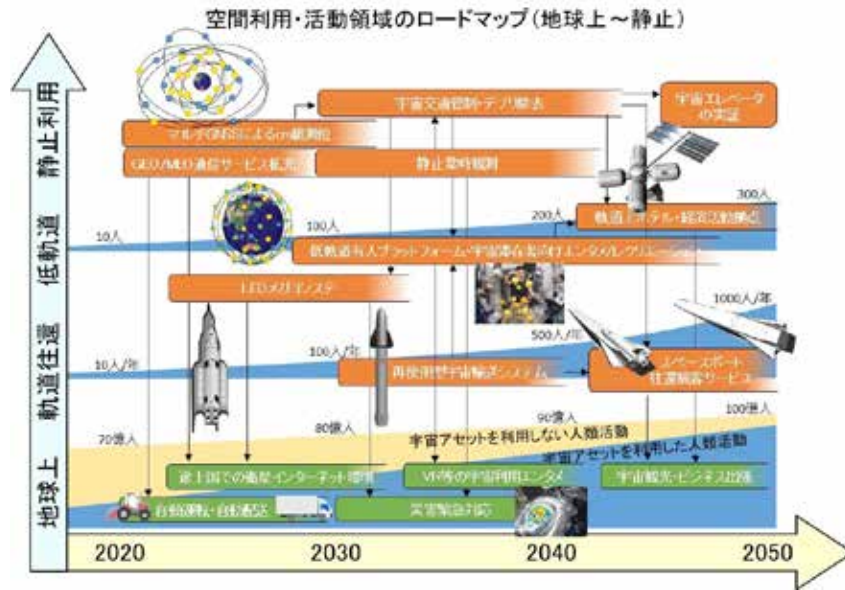 空間利用・活動領域のロードマップ（地球上～静止）
静止利用
宇宙交通管制・デブリ除去
宇宙エレベータ
の実証
マルチGNSSによるcm級測位
GEO/MEO通信サービス拡充
静止常時観測
低軌道
10人
100人
200人
300人
軌道上ホテル・経済活動拠点
低軌道有人プラットフォーム・宇宙滞在者向けエンタメ/レクリエーション
LEOメガコンステ
軌道往還
10人/年
100人/年
500人/年
1000人/年
再使用型宇宙輸送システム
スペースポート
往還旅客サービス
地球上
70億人
80億人
90億人
100億人
宇宙アセットを利用しない人類活動
宇宙アセットを利用した人類活動
途上国での衛星インターネット環境
VR等の宇宙利用エンタメ
宇宙観光・ビジネス出張
自動運転・自動配送
災害緊急対応
2020
2030
2040
2050